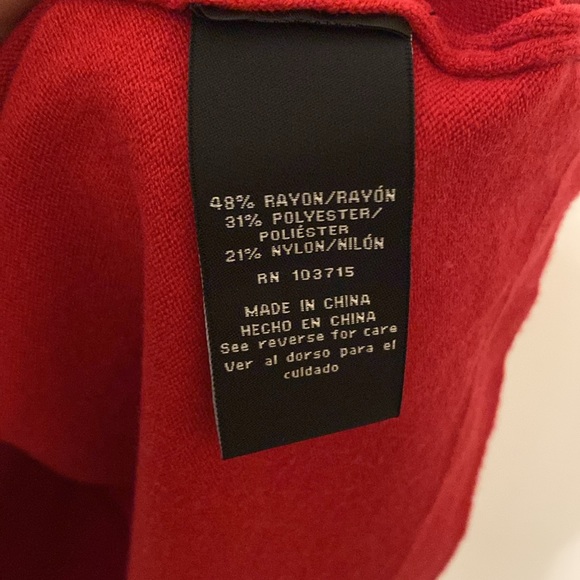 48% RAYON/RAYÓN
31% POLYESTER/
POLIÉSTER
21% NYLON/NILÓN
RN 103715
MADE IN CHINA
HECHO EN CHINA
See reverse for care
Ver al dorso para el
cuidado